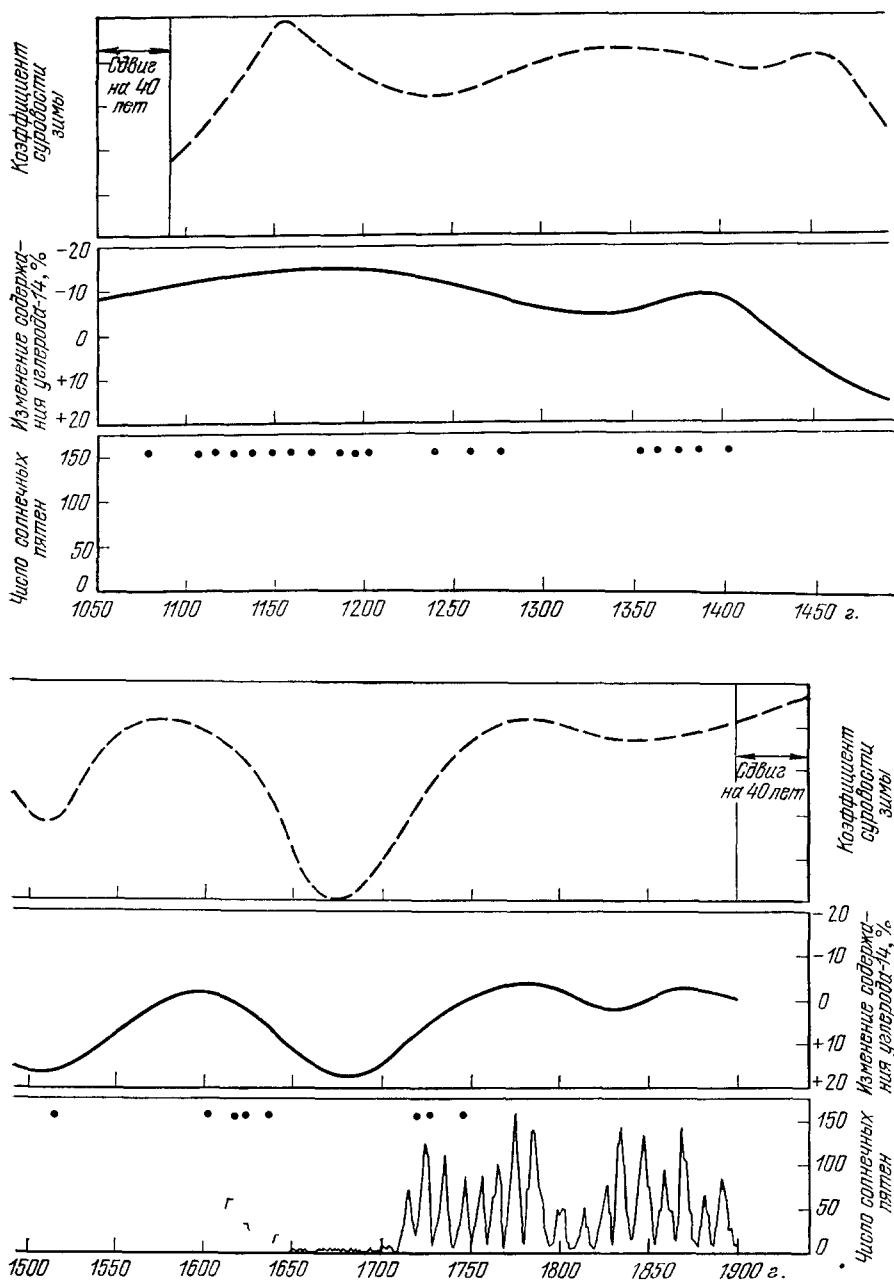 Коэффициент
суровости
зимы
Сдвиг
на 40
лет
Изменение содержа-
ния углерода-14, %
-20
-10
0
+10
+20
Число солнечных
пятен
150
100
50
0
1050 1100 1150 1200 1250 1300 1350 1400 1450 г.
Сдвиг
на 40 лет
Коэффициент
суровости
зимы
-20
-10
0
+10
+20
Изменение содержа-
ния углерода-14, %
150
100
50
0
Число солнечных
пятен
1500 1550 1600 1650 1700 1750 1800 1850 1900 г.